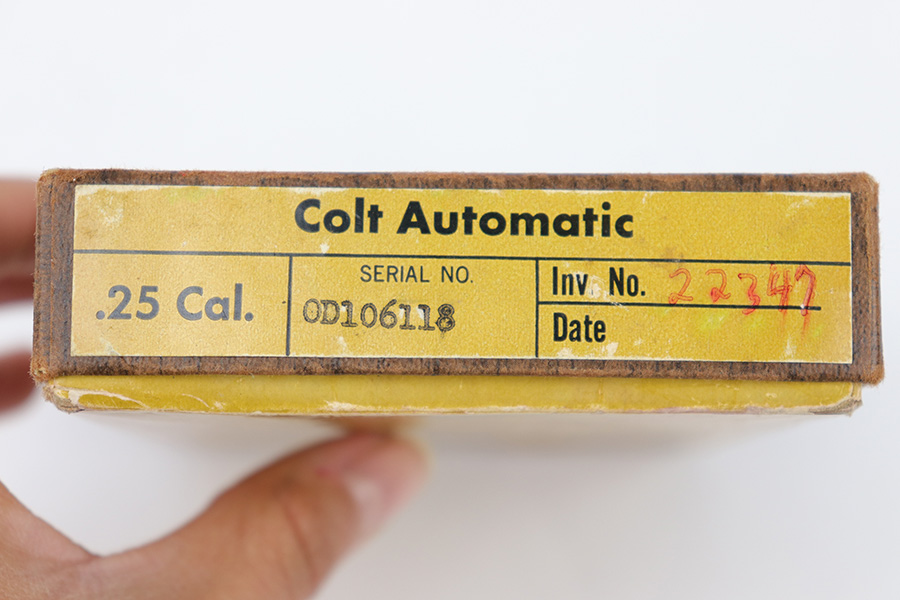 Colt Automatic
.25 Cal.
SERIAL NO.
OD106118
Inv. No. 22347
Date